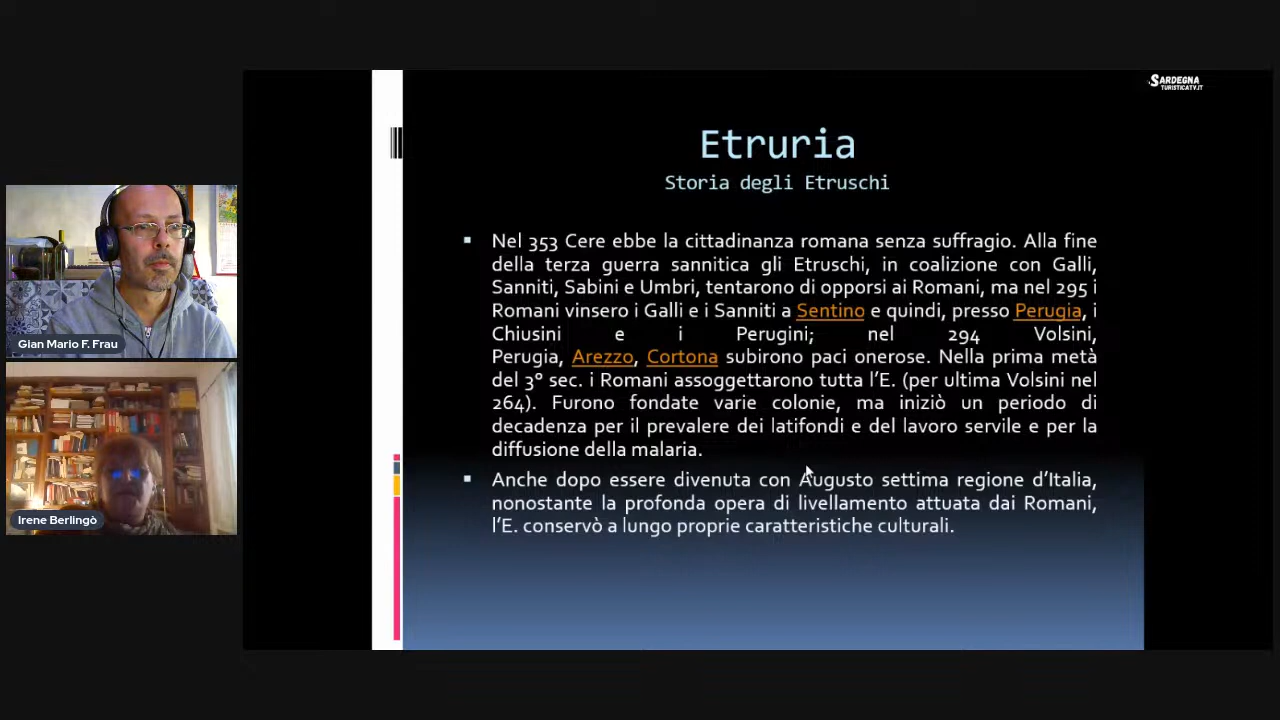 SARDEGNA
TURISTICATV.IT
Etruria
Storia degli Etruschi
Nel 353 Cere ebbe la cittadinanza romana senza suffragio. Alla fine
della terza guerra sannitica gli Etruschi, in coalizione con Galli,
Sanniti, Sabini e Umbri, tentarono di opporsi ai Romani, ma nel 295 i
Romani vinsero i Galli e i Sanniti a Sentino e quindi, presso Perugia, i
Chiusini e i Perugini; nel 294 Volsini,
Perugia, Arezzo, Cortona subirono paci onerose. Nella prima metà
del 3° sec. i Romani assoggettarono tutta l'E. (per ultima Volsini nel
264). Furono fondate varie colonie, ma iniziò un periodo di
decadenza per il prevalere dei latifondi e del lavoro servile e per la
diffusione della malaria.
Anche dopo essere divenuta con Augusto settima regione d'Italia,
nonostante la profonda opera di livellamento attuata dai Romani,
l'E. conservò a lungo proprie caratteristiche culturali.
Gian Mario F. Frau
Irene Berlingò